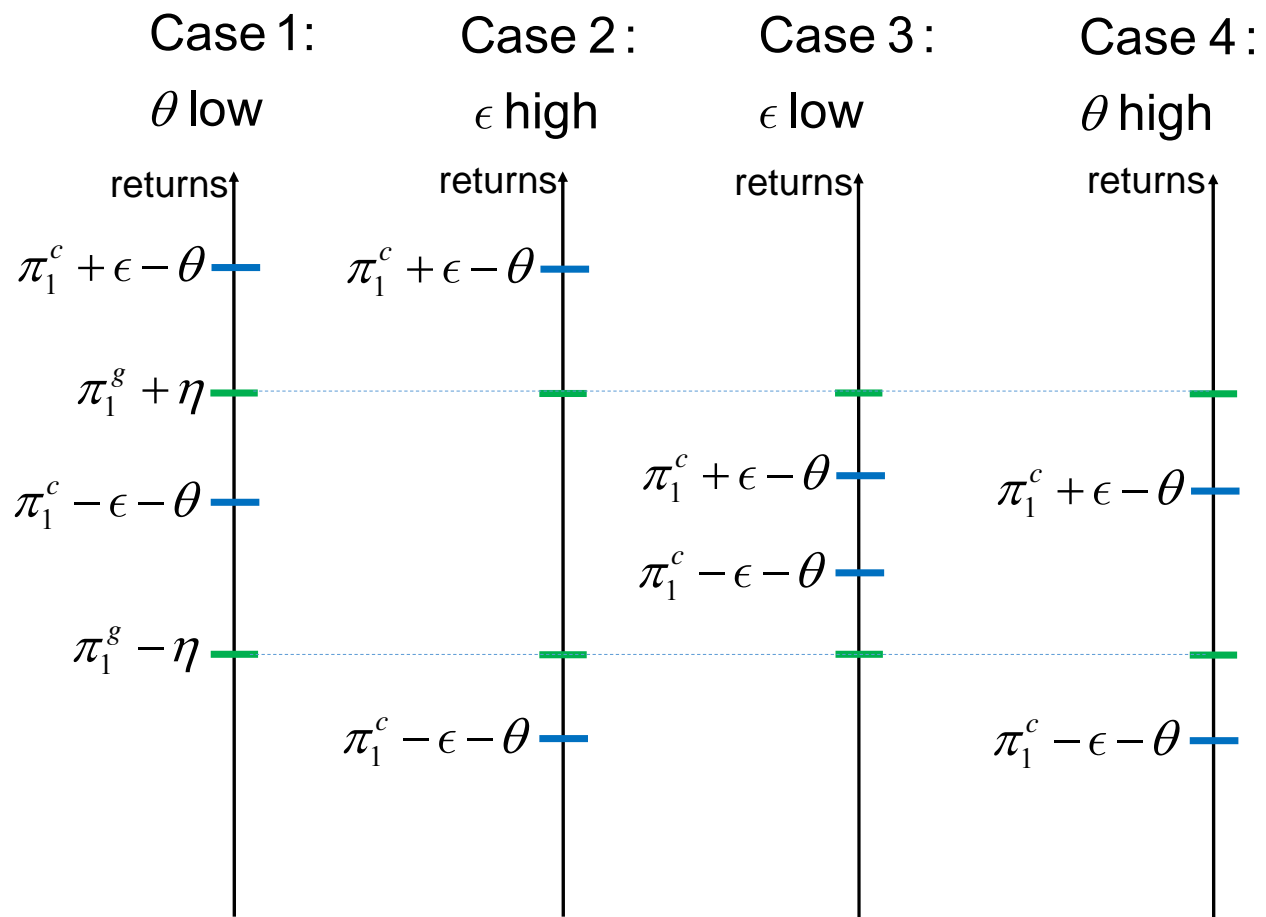 Case 1: Case 2 : Case 3 : Case 4 :
θ low ϵ high ϵ low θ high
returns returns returns returns
π₁ᶜ + ϵ − θ π₁ᶜ + ϵ − θ
π₁ᵍ + η
π₁ᶜ + ϵ − θ
π₁ᶜ − ϵ − θ π₁ᶜ + ϵ − θ
π₁ᶜ − ϵ − θ
π₁ᵍ − η
π₁ᶜ − ϵ − θ π₁ᶜ − ϵ − θ